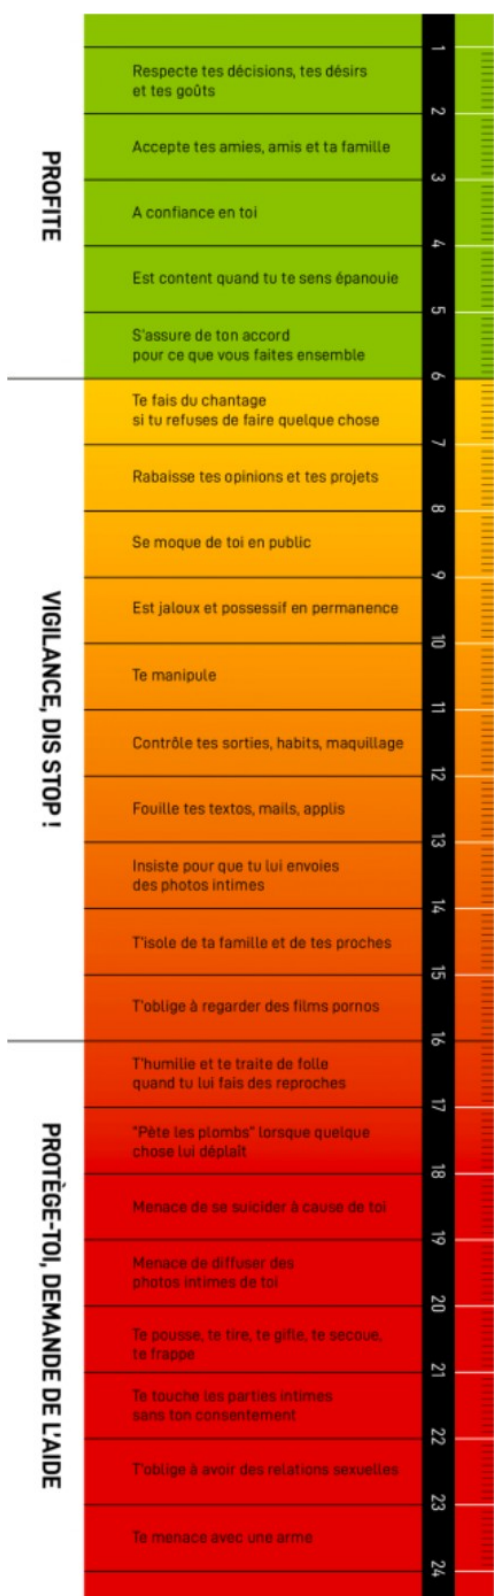 PROFITE
1
Respecte tes décisions, tes désirs
et tes goûts
2
Accepte tes amies, amis et ta famille
3
A confiance en toi
4
Est content quand tu te sens épanouie
5
S'assure de ton accord
pour ce que vous faites ensemble
6
VIGILANCE, DIS STOP !
Te fais du chantage
si tu refuses de faire quelque chose
7
Rabaisse tes opinions et tes projets
8
Se moque de toi en public
9
Est jaloux et possessif en permanence
10
Te manipule
11
Contrôle tes sorties, habits, maquillage
12
Fouille tes textos, mails, applis
13
Insiste pour que tu lui envoies
des photos intimes
14
T'isole de ta famille et de tes proches
15
T'oblige à regarder des films pornos
16
PROTÈGE-TOI, DEMANDE DE L'AIDE
T'humilie et te traite de folle
quand tu lui fais des reproches
17
"Pète les plombs" lorsque quelque
chose lui déplaît
18
Menace de se suicider à cause de toi
19
Menace de diffuser des
photos intimes de toi
20
Te pousse, te tire, te gifle, te secoue,
te frappe
21
Te touche les parties intimes
sans ton consentement
22
T'oblige à avoir des relations sexuelles
23
Te menace avec une arme
24